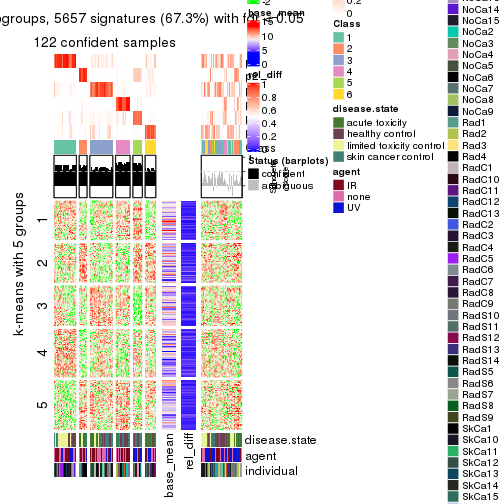 groups, 5657 signatures (67.3%) with
0.05
122 confident samples
k-means with 5 groups
1
2
3
4
5
disease.state
agent
individual
base_mean
rel_diff
-2
base_mean
15
10
5
0
rel_diff
1
0.8
0.6
0.4
0.2
Status (barplots)
confident
ambiguous
0.2
0
Class
1
2
3
4
5
6
disease.state
acute toxicity
healthy control
limited toxicity control
skin cancer control
agent
IR
none
UV
NoCa14
NoCa15
NoCa2
NoCa3
NoCa4
NoCa5
NoCa6
NoCa7
NoCa8
NoCa9
Rad1
Rad2
Rad3
Rad4
RadC1
RadC10
RadC11
RadC12
RadC13
RadC2
RadC3
RadC4
RadC5
RadC6
RadC7
RadC8
RadC9
RadS10
RadS11
RadS12
RadS13
RadS14
RadS5
RadS6
RadS7
RadS8
RadS9
SkCa1
SkCa10
SkCa11
SkCa12
SkCa13
SkCa14
SkCa15